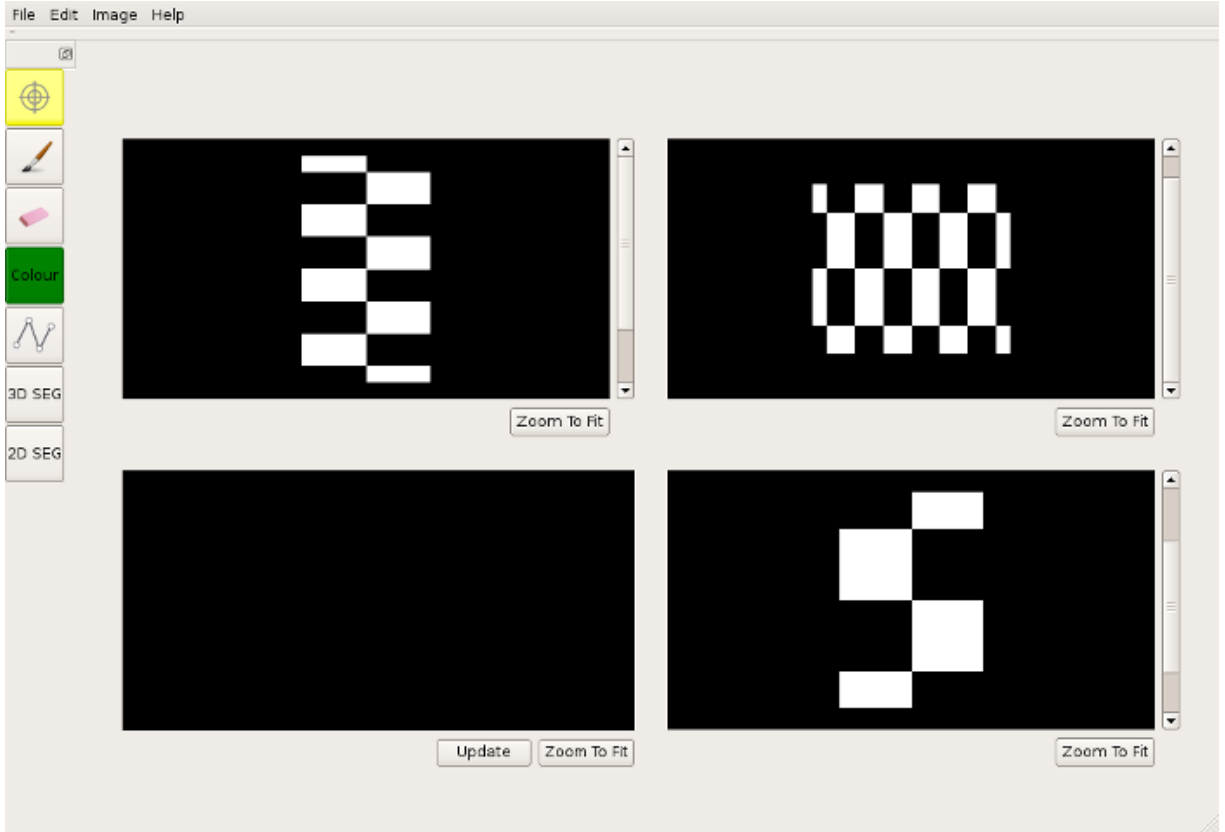 File Edit Image Help
Colour
3D SEG
2D SEG
Zoom To Fit
Zoom To Fit
Update Zoom To Fit
Zoom To Fit